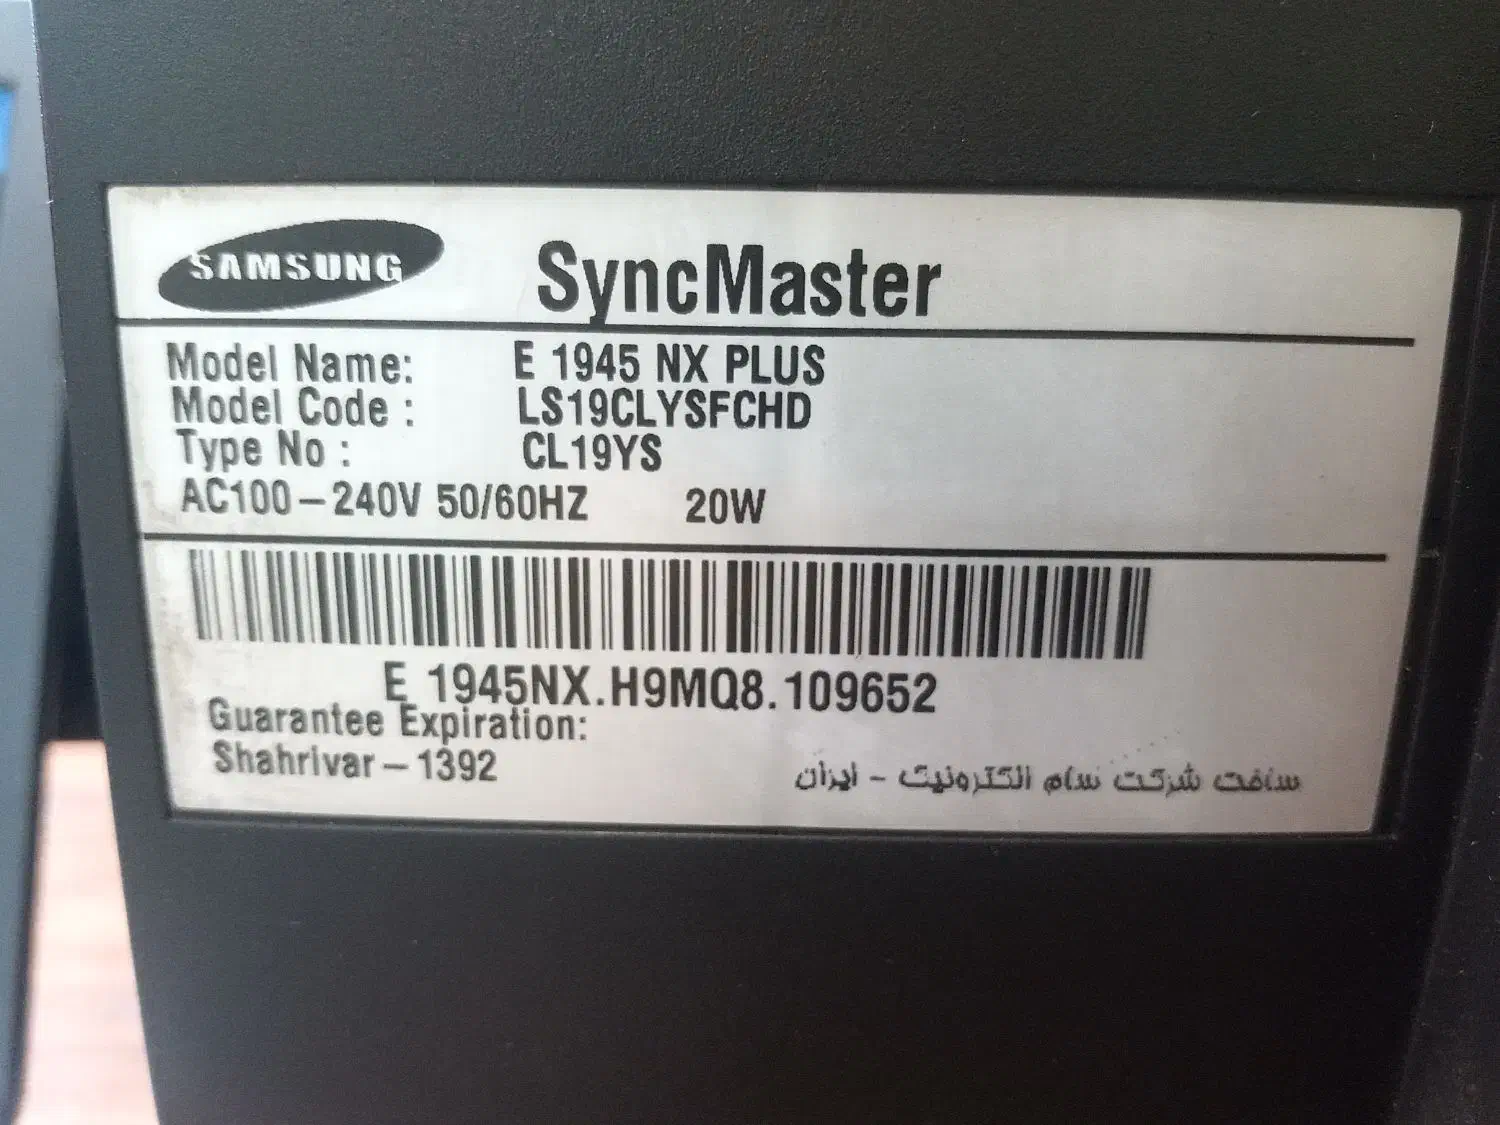 SAMSUNG SyncMaster
Model Name: E 1945 NX PLUS
Model Code : LS19CLYSFCHD
Type No : CL19YS
AC100-240V 50/60HZ 20W
E 1945NX.H9MQ8.109652
Guarantee Expiration:
Shahrivar-1392
ساخت شرکت سام الکترونیک - ایران